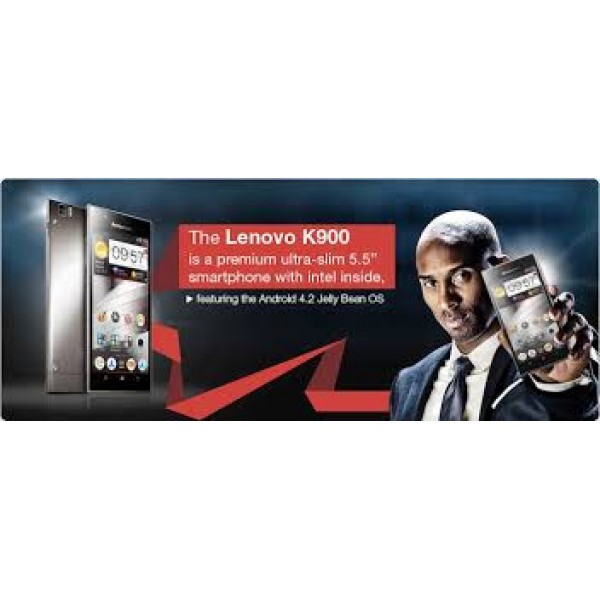 The Lenovo K900
is a premium ultra-slim 5.5"
smartphone with intel inside,
► featuring the Android 4.2 Jelly Bean OS
09:57
09:57